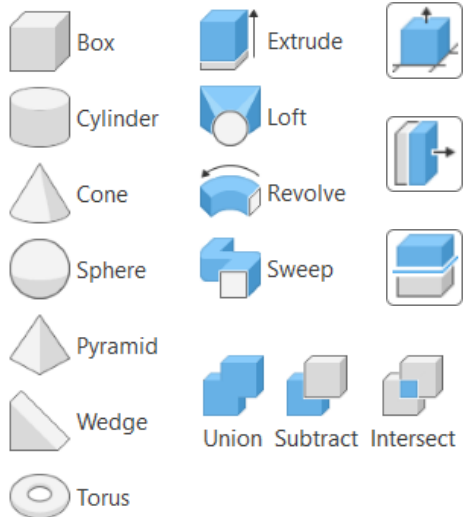 Box
Cylinder
Cone
Sphere
Pyramid
Wedge
Torus
Extrude
Loft
Revolve
Sweep
Union Subtract Intersect